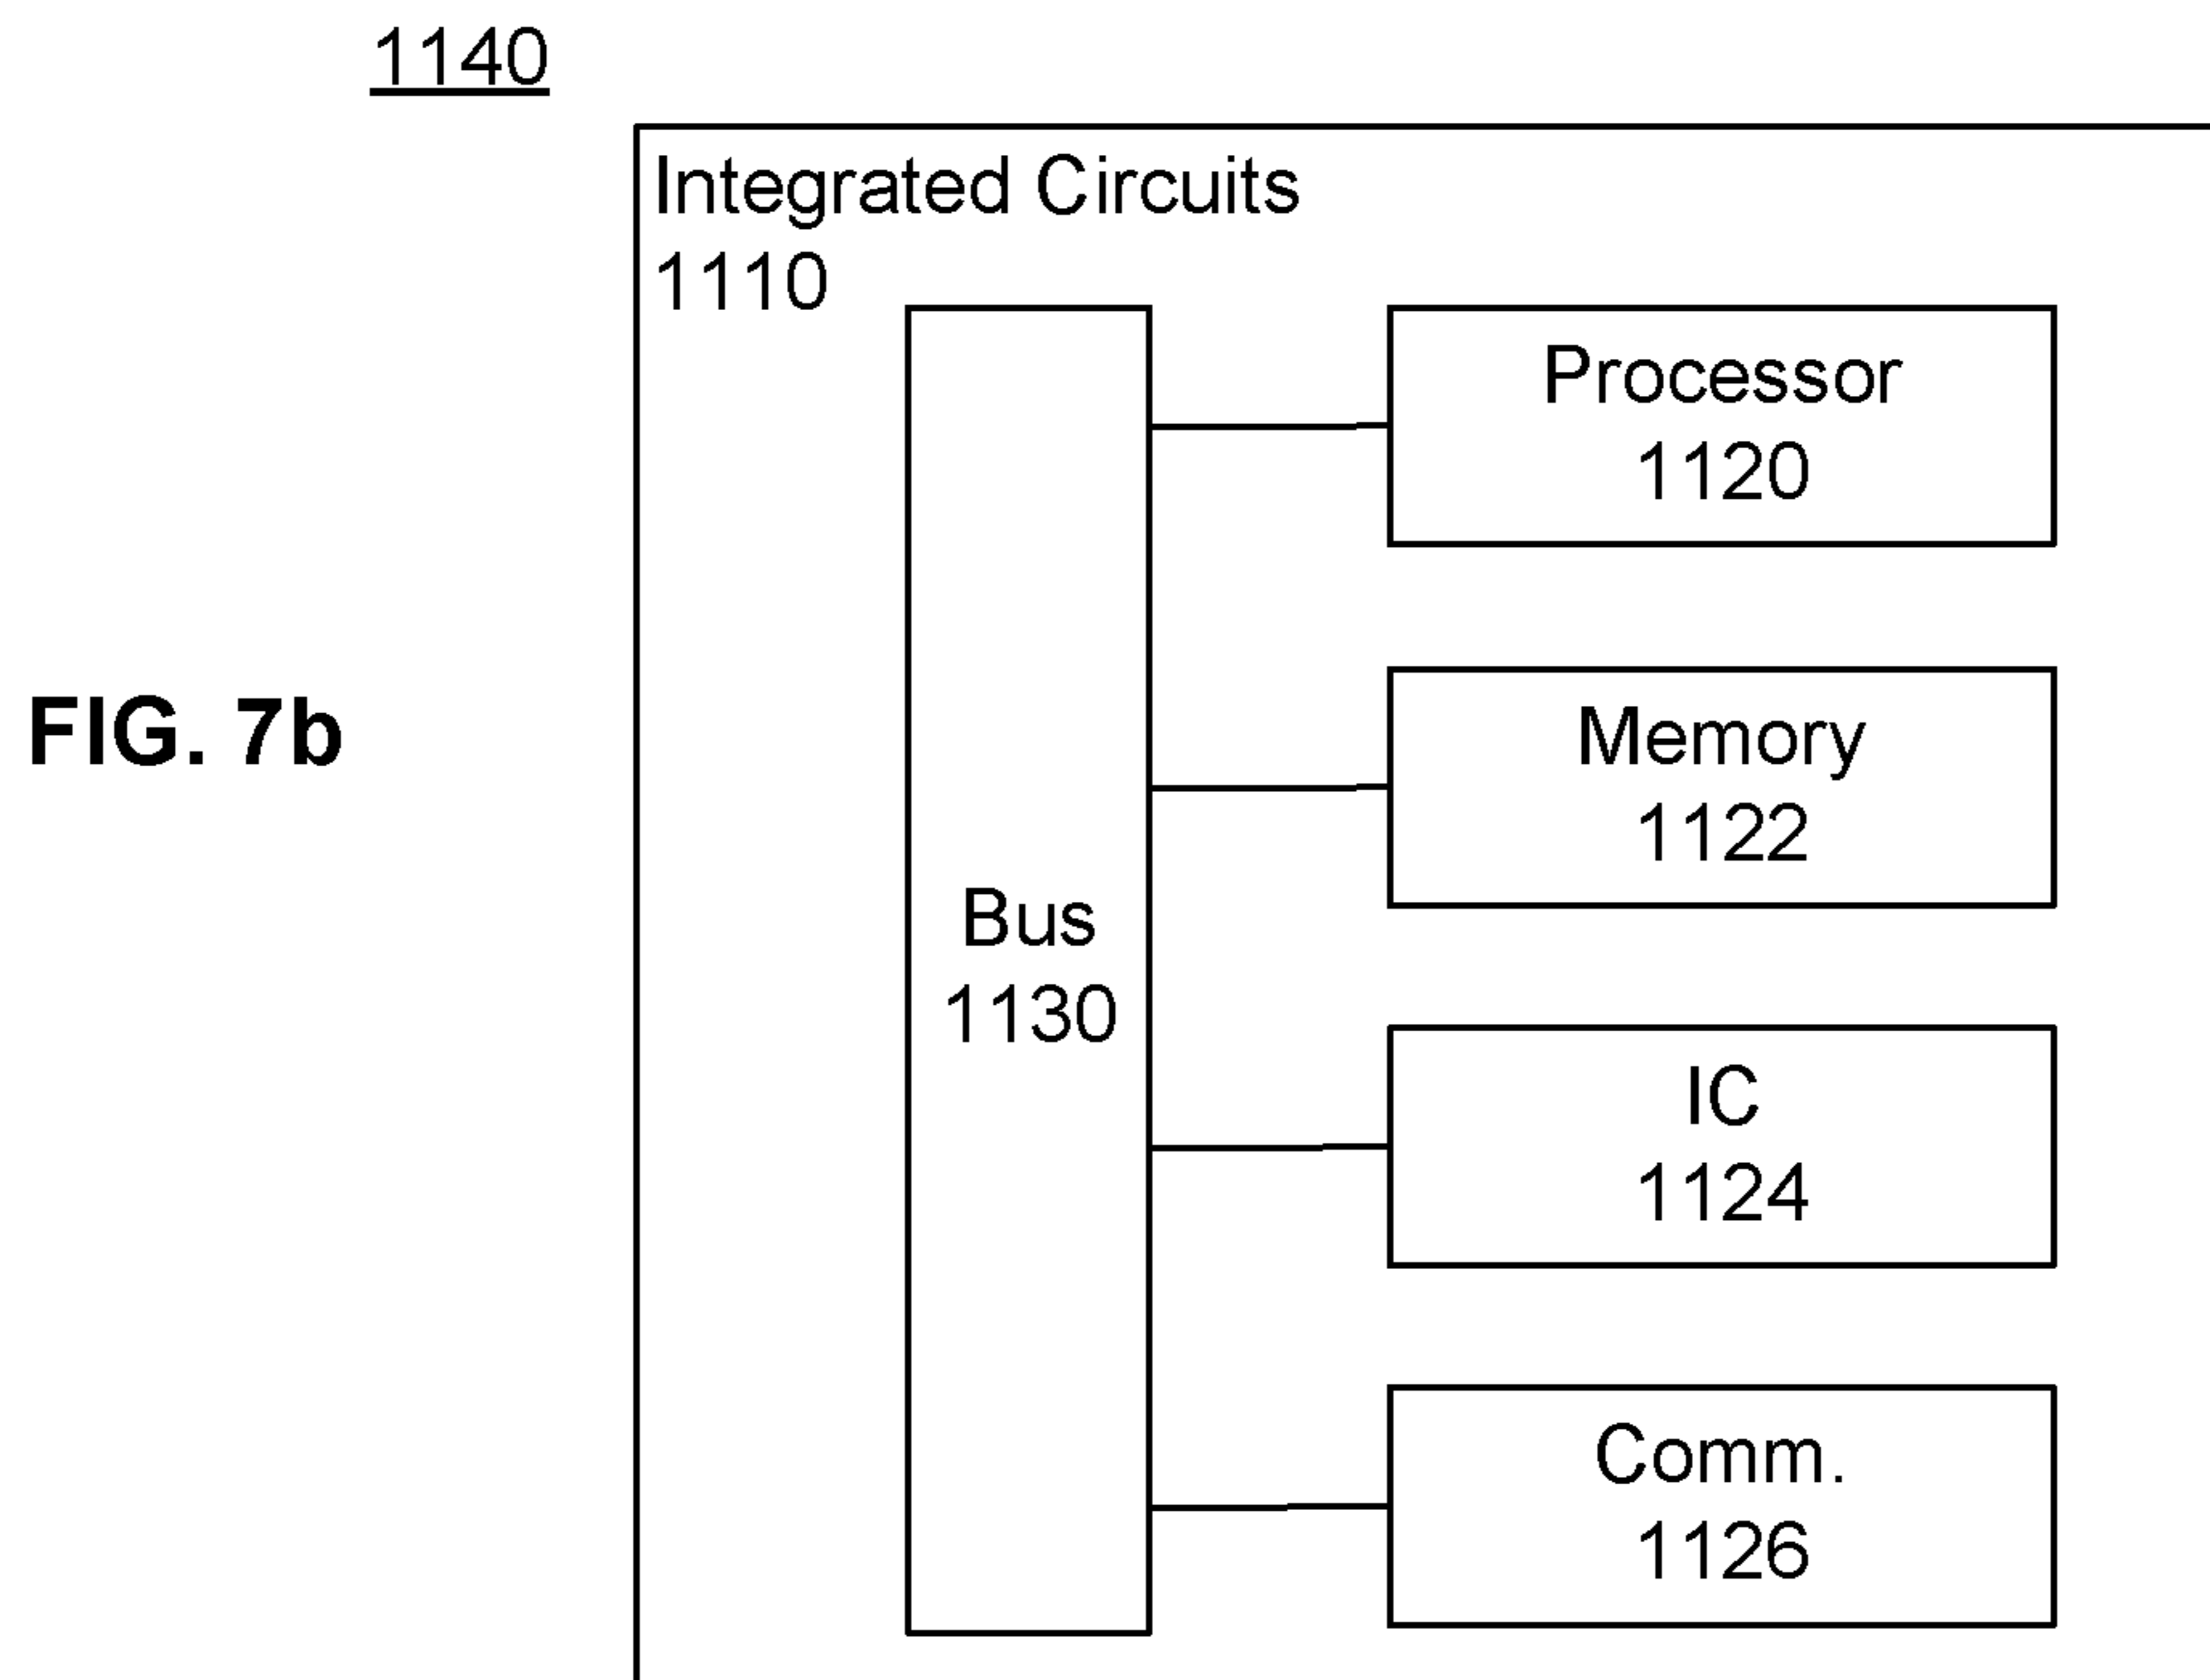 1140
Integrated Circuits
1110
Processor
1120
Memory
1122
FIG. 7b
Bus
1130
IC
1124
Comm.
1126